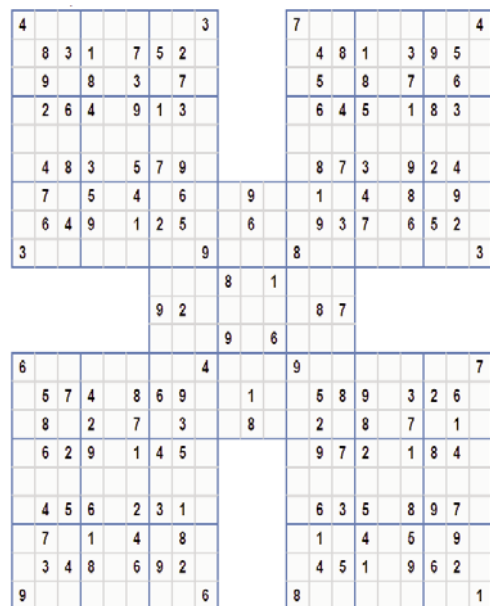 4 3 7 4
8 3 1 7 5 2 4 8 1 3 9 5
9 8 3 7 5 8 7 6
2 6 4 9 1 3 6 4 5 1 8 3
4 8 3 5 7 9 8 7 3 9 2 4
7 5 4 6 9 1 4 8 9
6 4 9 1 2 5 6 9 3 7 6 5 2
3 9 8 3
8 1
9 2 8 7
9 6
6 4 9 7
5 7 4 8 6 9 1 5 8 9 3 2 6
8 2 7 3 8 2 8 7 1
6 2 9 1 4 5 9 7 2 1 8 4
4 5 6 2 3 1 6 3 5 8 9 7
7 1 4 8 1 4 5 9
3 4 8 6 9 2 4 5 1 9 6 2
9 6 8 1